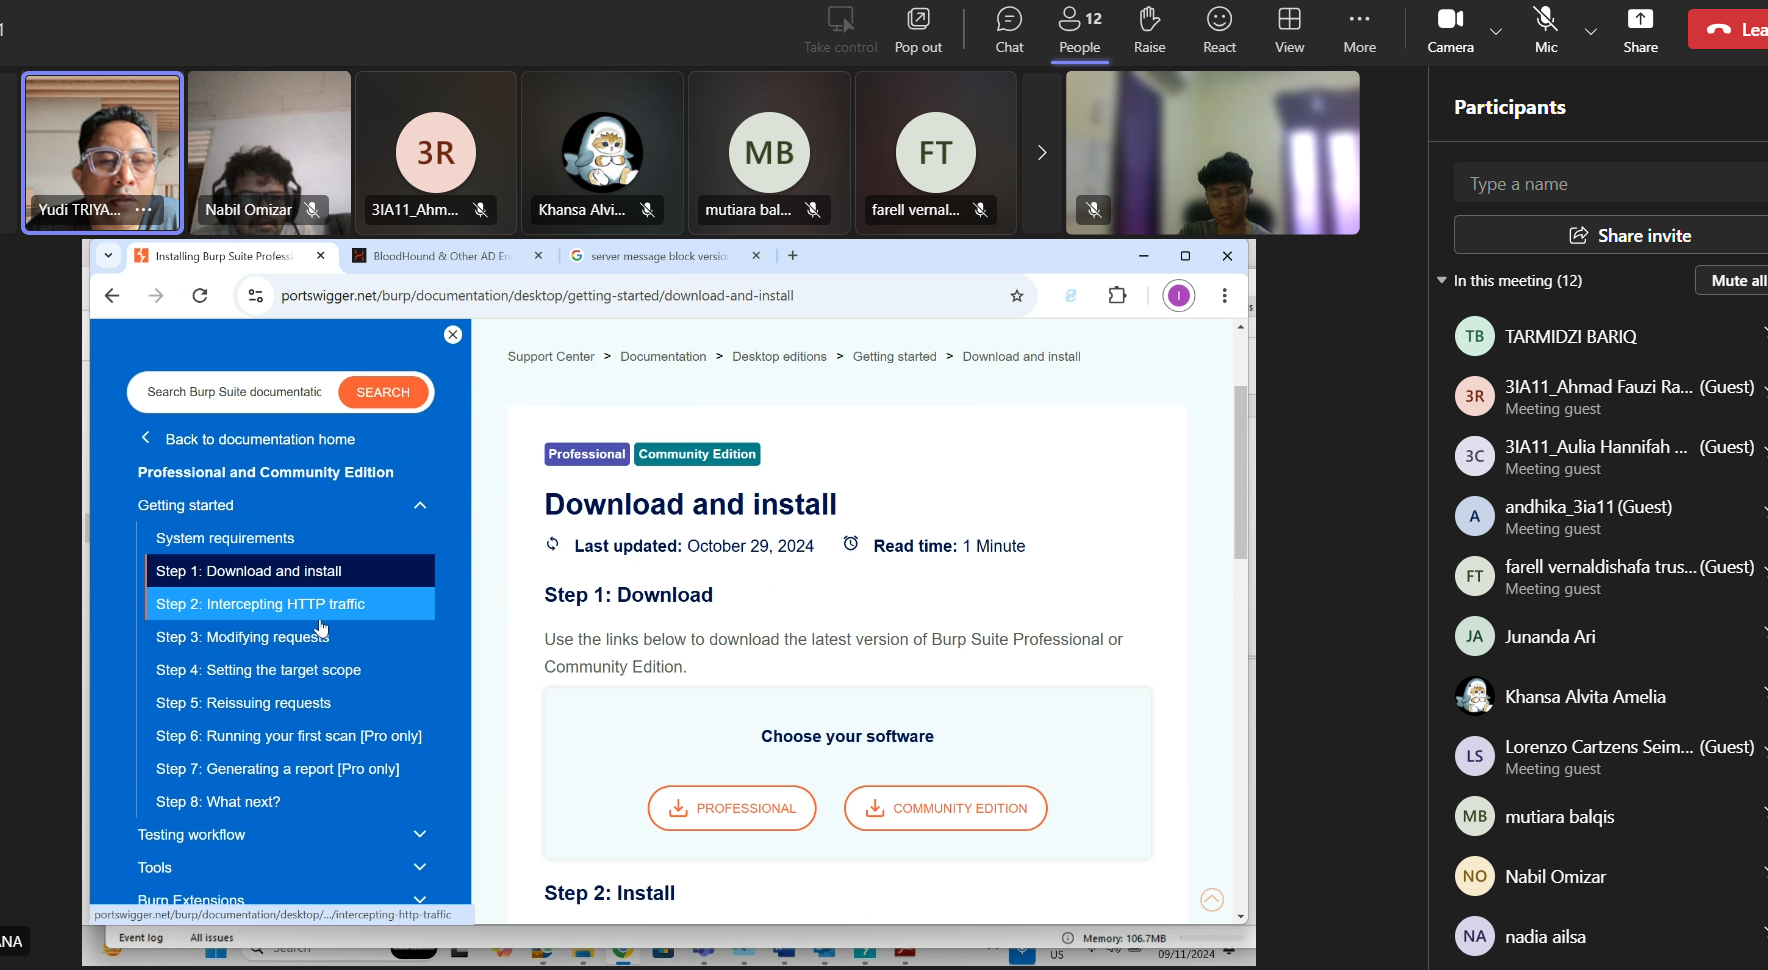 Take control
Pop out
Chat
12
People
Raise
React
View
More
Camera
Mic
Share
Lea
Yudi TRIYA...
Nabil Omizar
3R
3IA11_Ahm...
Khansa Alvi...
MB
mutiara bal...
FT
farell vernal...
Participants
Type a name
Share invite
In this meeting (12)
Mute all
TB
TARMIDZI BARIQ
3R
3IA11_Ahmad Fauzi Ra... (Guest)
Meeting guest
3C
3IA11_Aulia Hannifah ... (Guest)
Meeting guest
A
andhika_3ia11 (Guest)
Meeting guest
FT
farell vernaldishafa trus... (Guest)
Meeting guest
JA
Junanda Ari
Khansa Alvita Amelia
LS
Lorenzo Cartzens Seim... (Guest)
Meeting guest
MB
mutiara balqis
NO
Nabil Omizar
NA
nadia ailsa
Installing Burp Suite Professi
BloodHound & Other AD En
server message block versio
portswigger.net/burp/documentation/desktop/getting-started/download-and-install
I
Search Burp Suite documentatic
SEARCH
Back to documentation home
Professional and Community Edition
Getting started
System requirements
Step 1: Download and install
Step 2: Intercepting HTTP traffic
Step 3: Modifying requests
Step 4: Setting the target scope
Step 5: Reissuing requests
Step 6: Running your first scan [Pro only]
Step 7: Generating a report [Pro only]
Step 8: What next?
Testing workflow
Tools
Burp Extensions
portswigger.net/burp/documentation/desktop/.../intercepting-http-traffic
Support Center > Documentation > Desktop editions > Getting started > Download and install
Professional
Community Edition
Download and install
Last updated: October 29, 2024
Read time: 1 Minute
Step 1: Download
Use the links below to download the latest version of Burp Suite Professional or
Community Edition.
Choose your software
PROFESSIONAL
COMMUNITY EDITION
Step 2: Install
Event log
All issues
Memory: 106.7MB
Search
US
09/11/2024
ANA